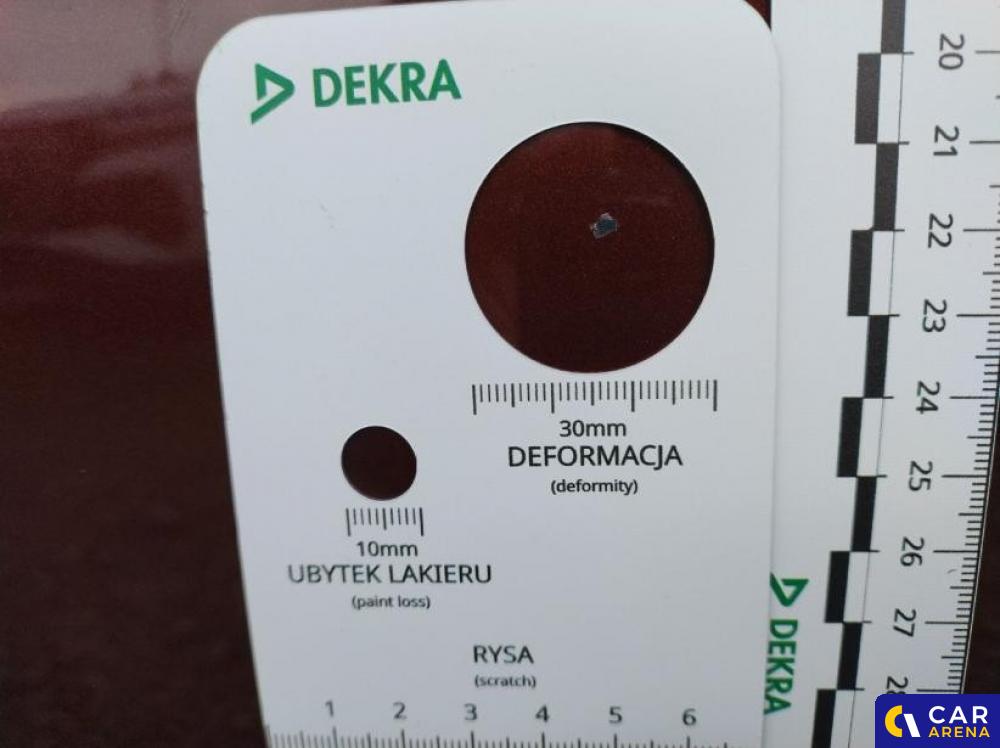 DEKRA
30mm
DEFORMACJA
(deformity)
10mm
UBYTEK LAKIERU
(paint loss)
RYSA
(scratch)
1 2 3 4 5 6
20
21
22
23
24
25
26
27
28
DEKRA
CAR
ARENA